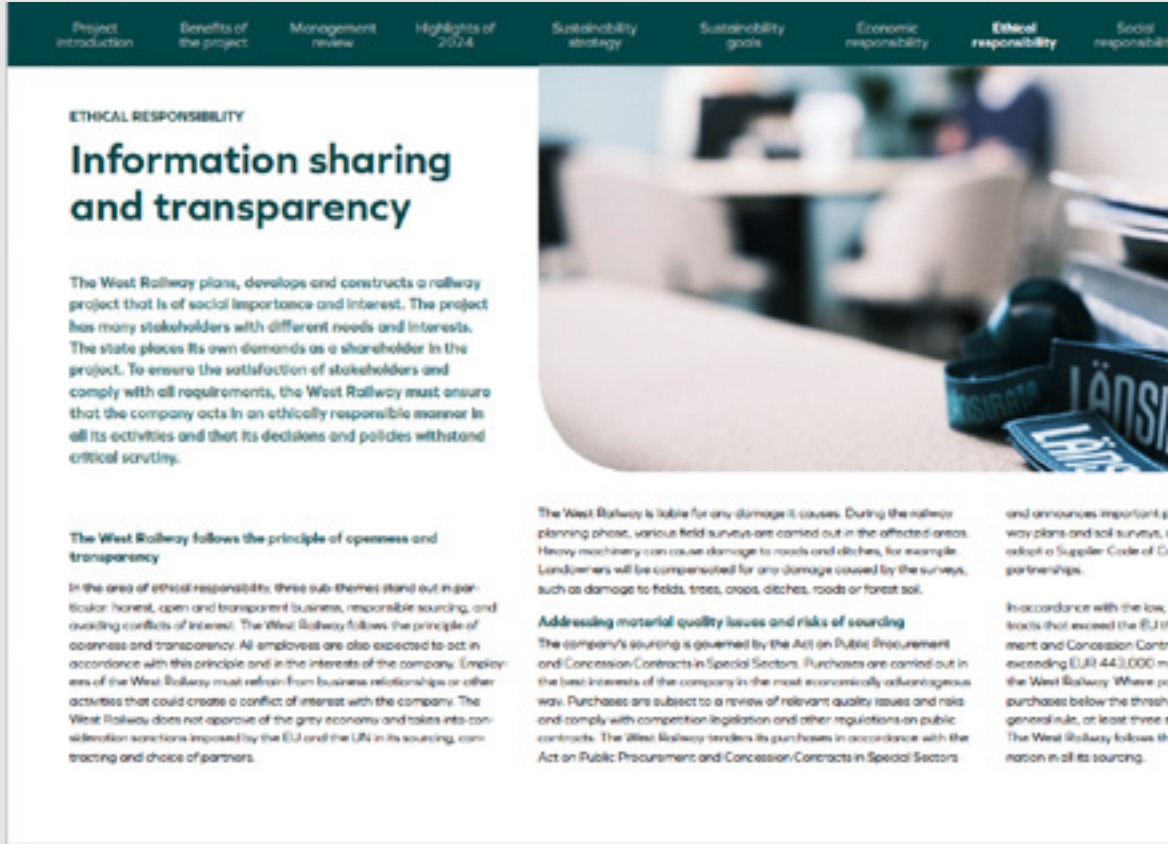 Project
introduction
Benefits of
the project
Management
review
Highlights of
2024
Sustainability
strategy
Sustainability
goals
Economic
responsibility
Ethical
responsibility
Social
responsibili
ETHICAL RESPONSIBILITY
Information sharing
and transparency
The West Railway plans, develops and constructs a railway
project that is of social importance and interest. The project
has many stakeholders with different needs and interests.
The state places its own demands as a shareholder in the
project. To ensure the satisfaction of stakeholders and
comply with all requirements, the West Railway must ensure
that the company acts in an ethically responsible manner in
all its activities and that its decisions and policies withstand
critical scrutiny.
The West Railway follows the principle of openness and
transparency
In the area of ethical responsibility, three sub-themes stand out in par-
ticular: honest, open and transparent business, responsible sourcing, and
avoiding conflicts of interest. The West Railway follows the principle of
openness and transparency. All employees are also expected to act in
accordance with this principle and in the interests of the company. Employ-
ees of the West Railway must refrain from business relationships or other
activities that could create a conflict of interest with the company. The
West Railway does not approve of the grey economy and takes into con-
sideration sanctions imposed by the EU and the UN in its sourcing, con-
tracting and choice of partners.
LÄNSIRATA
LÄNSI
LÄNS
The West Railway is liable for any damage it causes. During the railway
planning phase, various field surveys are carried out in the affected areas.
Heavy machinery can cause damage to roads and ditches, for example.
Landowners will be compensated for any damage caused by the surveys,
such as damage to fields, trees, crops, ditches, roads or forest soil.
Addressing material quality issues and risks of sourcing
The company's sourcing is governed by the Act on Public Procurement
and Concession Contracts in Special Sectors. Purchases are carried out in
the best interests of the company in the most economically advantageous
way. Purchases are subject to a review of relevant quality issues and risks
and comply with competition legislation and other regulations on public
contracts. The West Railway tenders its purchases in accordance with the
Act on Public Procurement and Concession Contracts in Special Sectors
and announces important p
way plans and soil surveys,
adopt a Supplier Code of Co
partnerships.
In accordance with the law,
tracts that exceed the EU th
ment and Concession Contr
exceeding EUR 443,000 m
the West Railway. Where p
purchases below the thresh
general rule, at least three
The West Railway follows th
nation in all its sourcing.